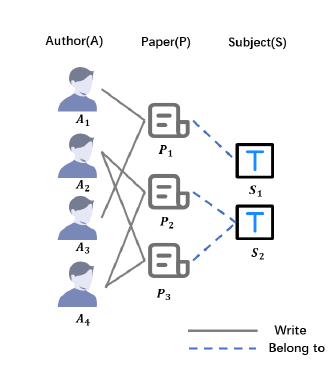 Author(A) Paper(P) Subject(S)
A1
P1
A2
S1
P2
A3
S2
P3
A4
Write
Belong to